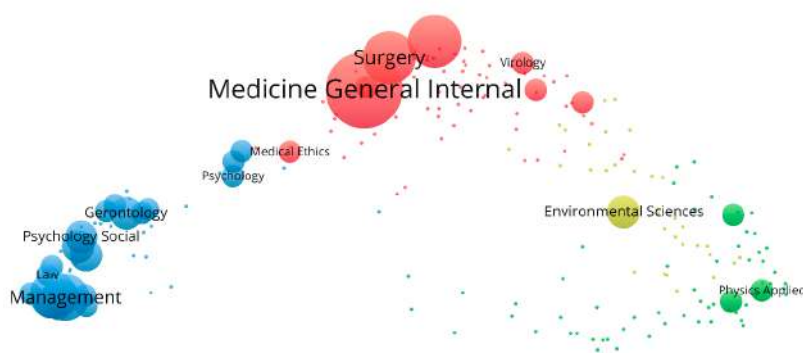 Surgery
Virology
Medicine General Internal
Medical Ethics
Psychology
Gerontology
Environmental Sciences
Psychology Social
Law
Management
Physics Applied